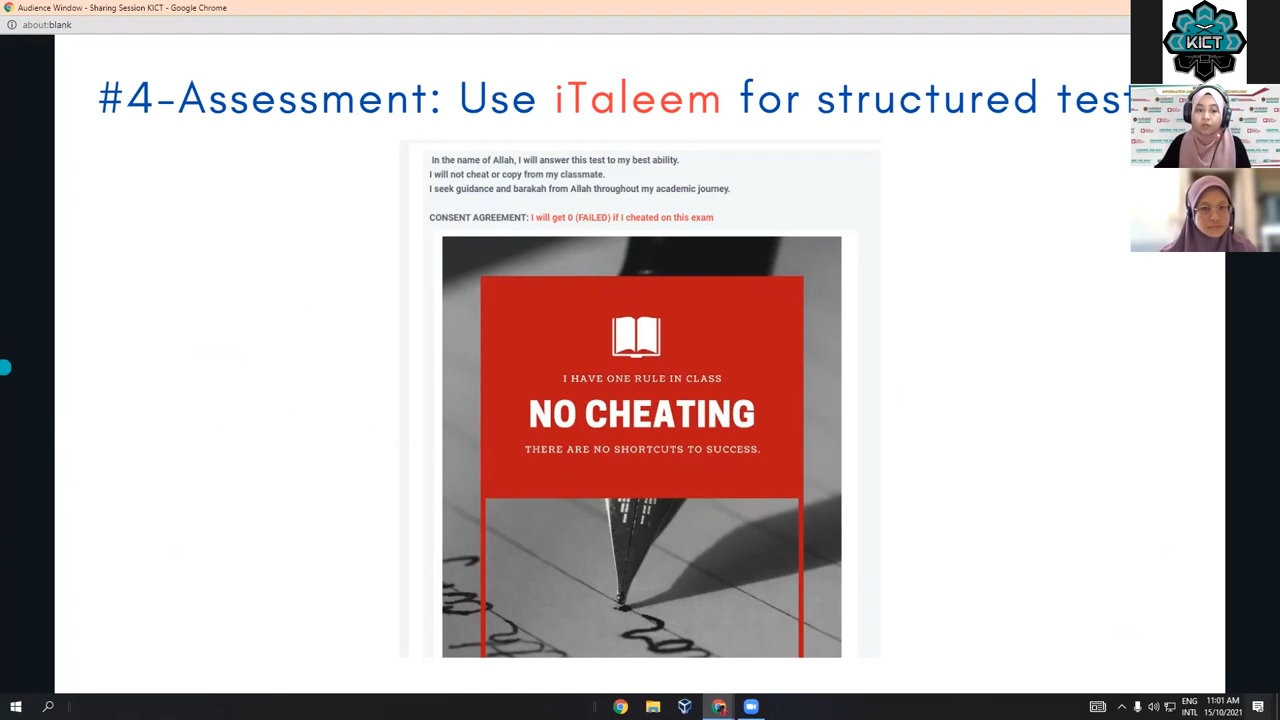 Audience Window - Sharing Session KICT - Google Chrome
about:blank
#4-Assessment: Use iTaleem for structured test
In the name of Allah, I will answer this test to my best ability.
I will not cheat or copy from my classmate.
I seek guidance and barakah from Allah throughout my academic journey.
CONSENT AGREEMENT: I will get 0 (FAILED) if I cheated on this exam
I HAVE ONE RULE IN CLASS
NO CHEATING
THERE ARE NO SHORTCUTS TO SUCCESS.
KICT
ENG
INTL
11:01 AM
15/10/2021